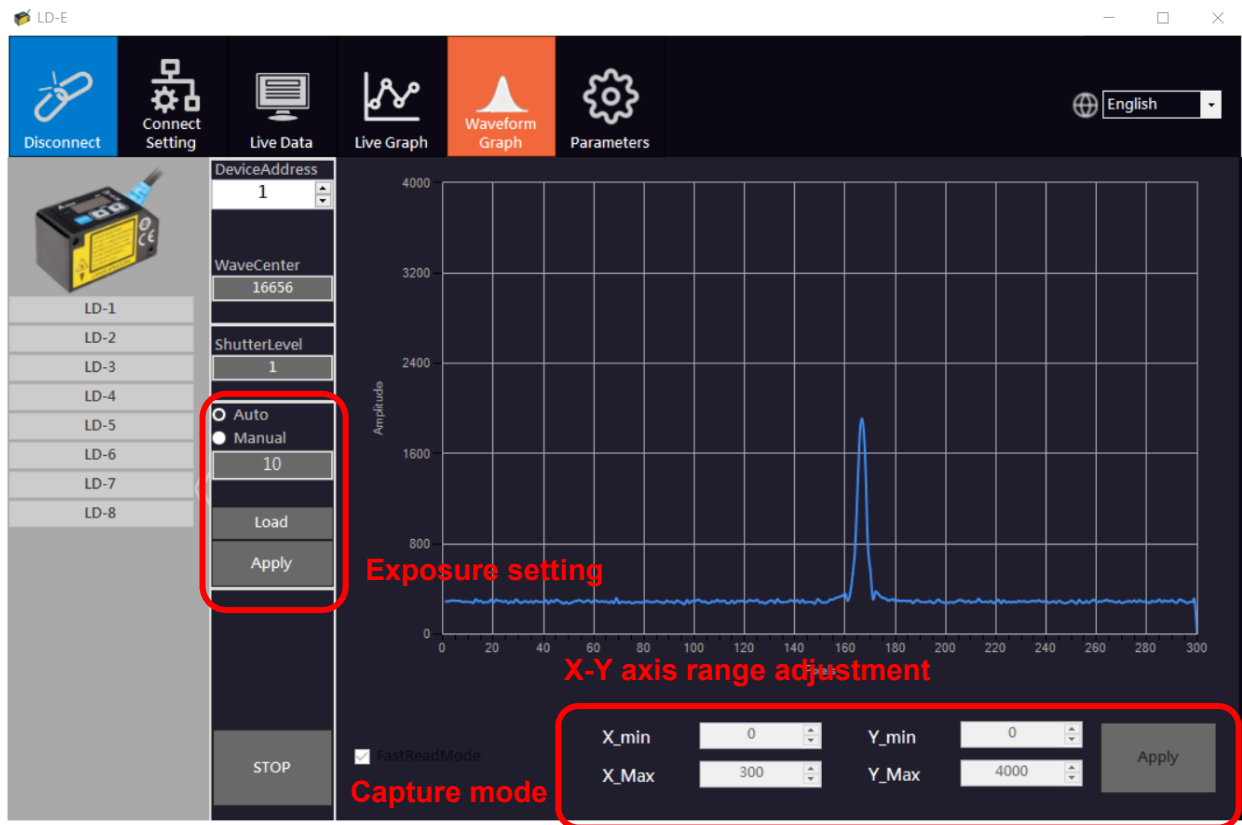 LD-E
Disconnect
Connect
Setting
Live Data
Live Graph
Waveform
Graph
Parameters
English
LD-1
LD-2
LD-3
LD-4
LD-5
LD-6
LD-7
LD-8
DeviceAddress
1
WaveCenter
16656
ShutterLevel
1
Auto
Manual
10
Load
Apply
Exposure setting
STOP
Amplitude
4000
3200
2400
1600
800
0
0 20 40 60 80 100 120 140 160 180 200 220 240 260 280 300
X-Y axis range adjustment
FastReadMode
Capture mode
X_min 0 Y_min 0
X_Max 300 Y_Max 4000
Apply